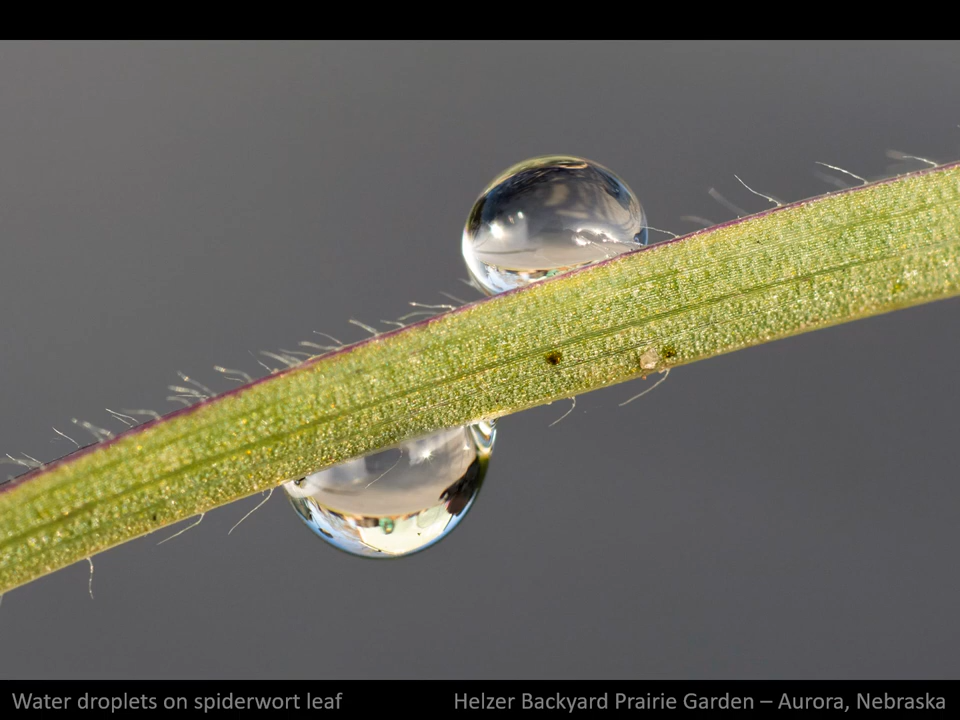 Water droplets on spiderwort leaf
Helzer Backyard Prairie Garden – Aurora, Nebraska